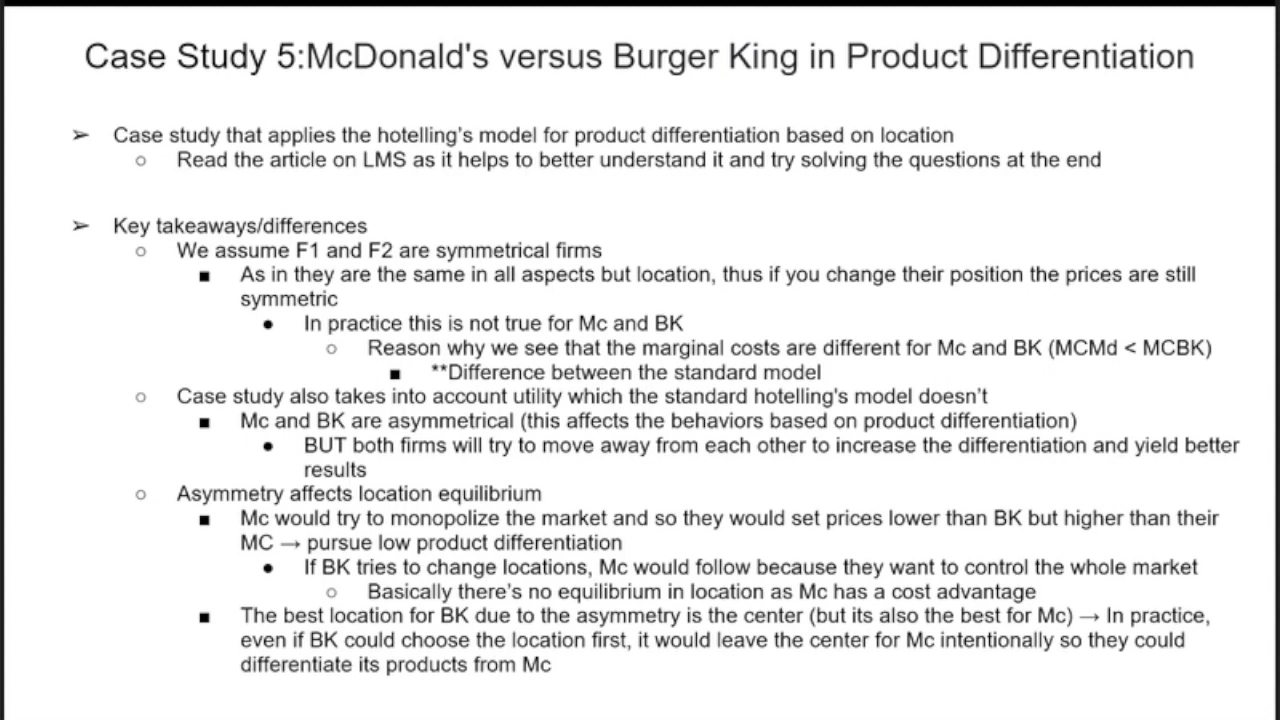 Case Study 5:McDonald's versus Burger King in Product Differentiation
➢ Case study that applies the hotelling's model for product differentiation based on location
○ Read the article on LMS as it helps to better understand it and try solving the questions at the end
➢ Key takeaways/differences
○ We assume F1 and F2 are symmetrical firms
■ As in they are the same in all aspects but location, thus if you change their position the prices are still
symmetric
● In practice this is not true for Mc and BK
○ Reason why we see that the marginal costs are different for Mc and BK (MCMd < MCBK)
■ **Difference between the standard model
○ Case study also takes into account utility which the standard hotelling's model doesn't
■ Mc and BK are asymmetrical (this affects the behaviors based on product differentiation)
● BUT both firms will try to move away from each other to increase the differentiation and yield better
results
○ Asymmetry affects location equilibrium
■ Mc would try to monopolize the market and so they would set prices lower than BK but higher than their
MC → pursue low product differentiation
● If BK tries to change locations, Mc would follow because they want to control the whole market
○ Basically there's no equilibrium in location as Mc has a cost advantage
■ The best location for BK due to the asymmetry is the center (but its also the best for Mc) → In practice,
even if BK could choose the location first, it would leave the center for Mc intentionally so they could
differentiate its products from Mc